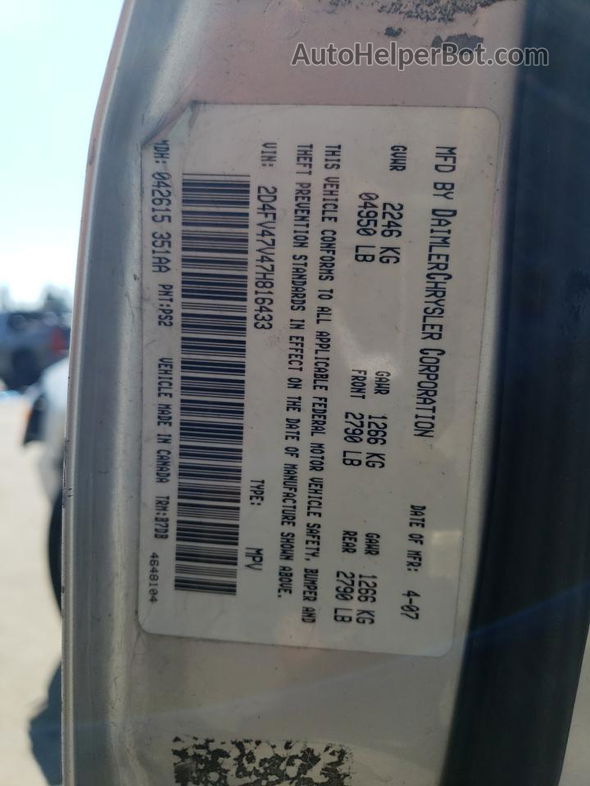 AutoHelperBot.com
MFD BY DAIMLERCHRYSLER CORPORATION DATE OF MFR: 4-07
GVWR 2246 KG GAWR 1266 KG GAWR 1266 KG
04950 LB FRONT 2790 LB REAR 2790 LB
THIS VEHICLE CONFORMS TO ALL APPLICABLE FEDERAL MOTOR VEHICLE SAFETY, BUMPER AND
THEFT PREVENTION STANDARDS IN EFFECT ON THE DATE OF MANUFACTURE SHOWN ABOVE.
VIN: 2D4FV47V47H816433 TYPE: MPV
MDH: 042615 351AA PNT:PS2 VEHICLE MADE IN CANADA TRM:B7DB 4648104